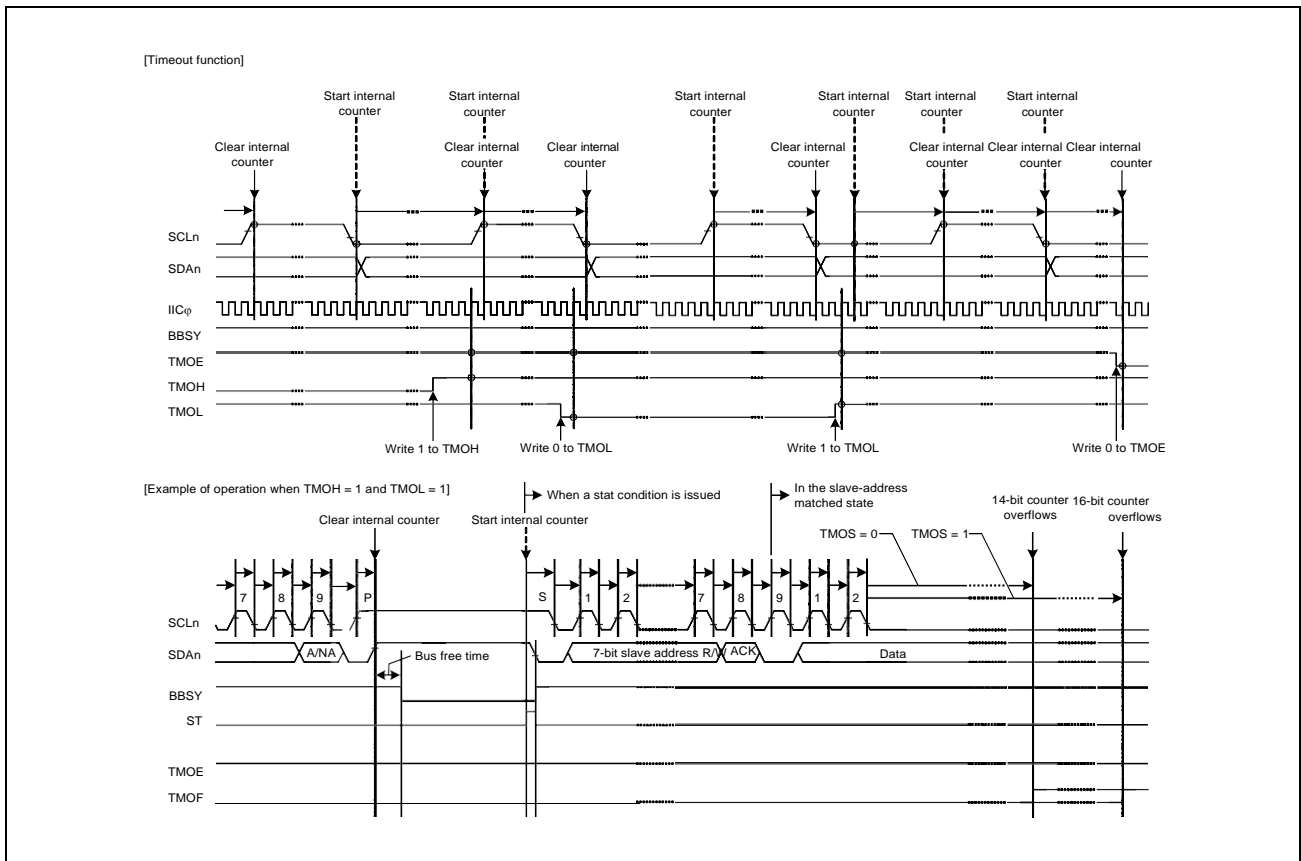 [Timeout function]
Start internal counter
Start internal counter
Start internal counter
Start internal counter
Start internal counter
Start internal counter
Clear internal counter
Clear internal counter
Clear internal counter
Clear internal counter
Clear internal counter
Clear internal counter
Clear internal counter
SCLn
SDAn
IICφ
BBSY
TMOE
TMOH
TMOL
Write 1 to TMOH
Write 0 to TMOL
Write 1 to TMOL
Write 0 to TMOE
[Example of operation when TMOH = 1 and TMOL = 1]
When a stat condition is issued
In the slave-address matched state
14-bit counter overflows
16-bit counter overflows
Clear internal counter
Start internal counter
TMOS = 0
TMOS = 1
7 8 9 P S 1 2 7 8 9 1 2
SCLn
SDAn
A/NA
Bus free time
7-bit slave address R/W
ACK
Data
BBSY
ST
TMOE
TMOF